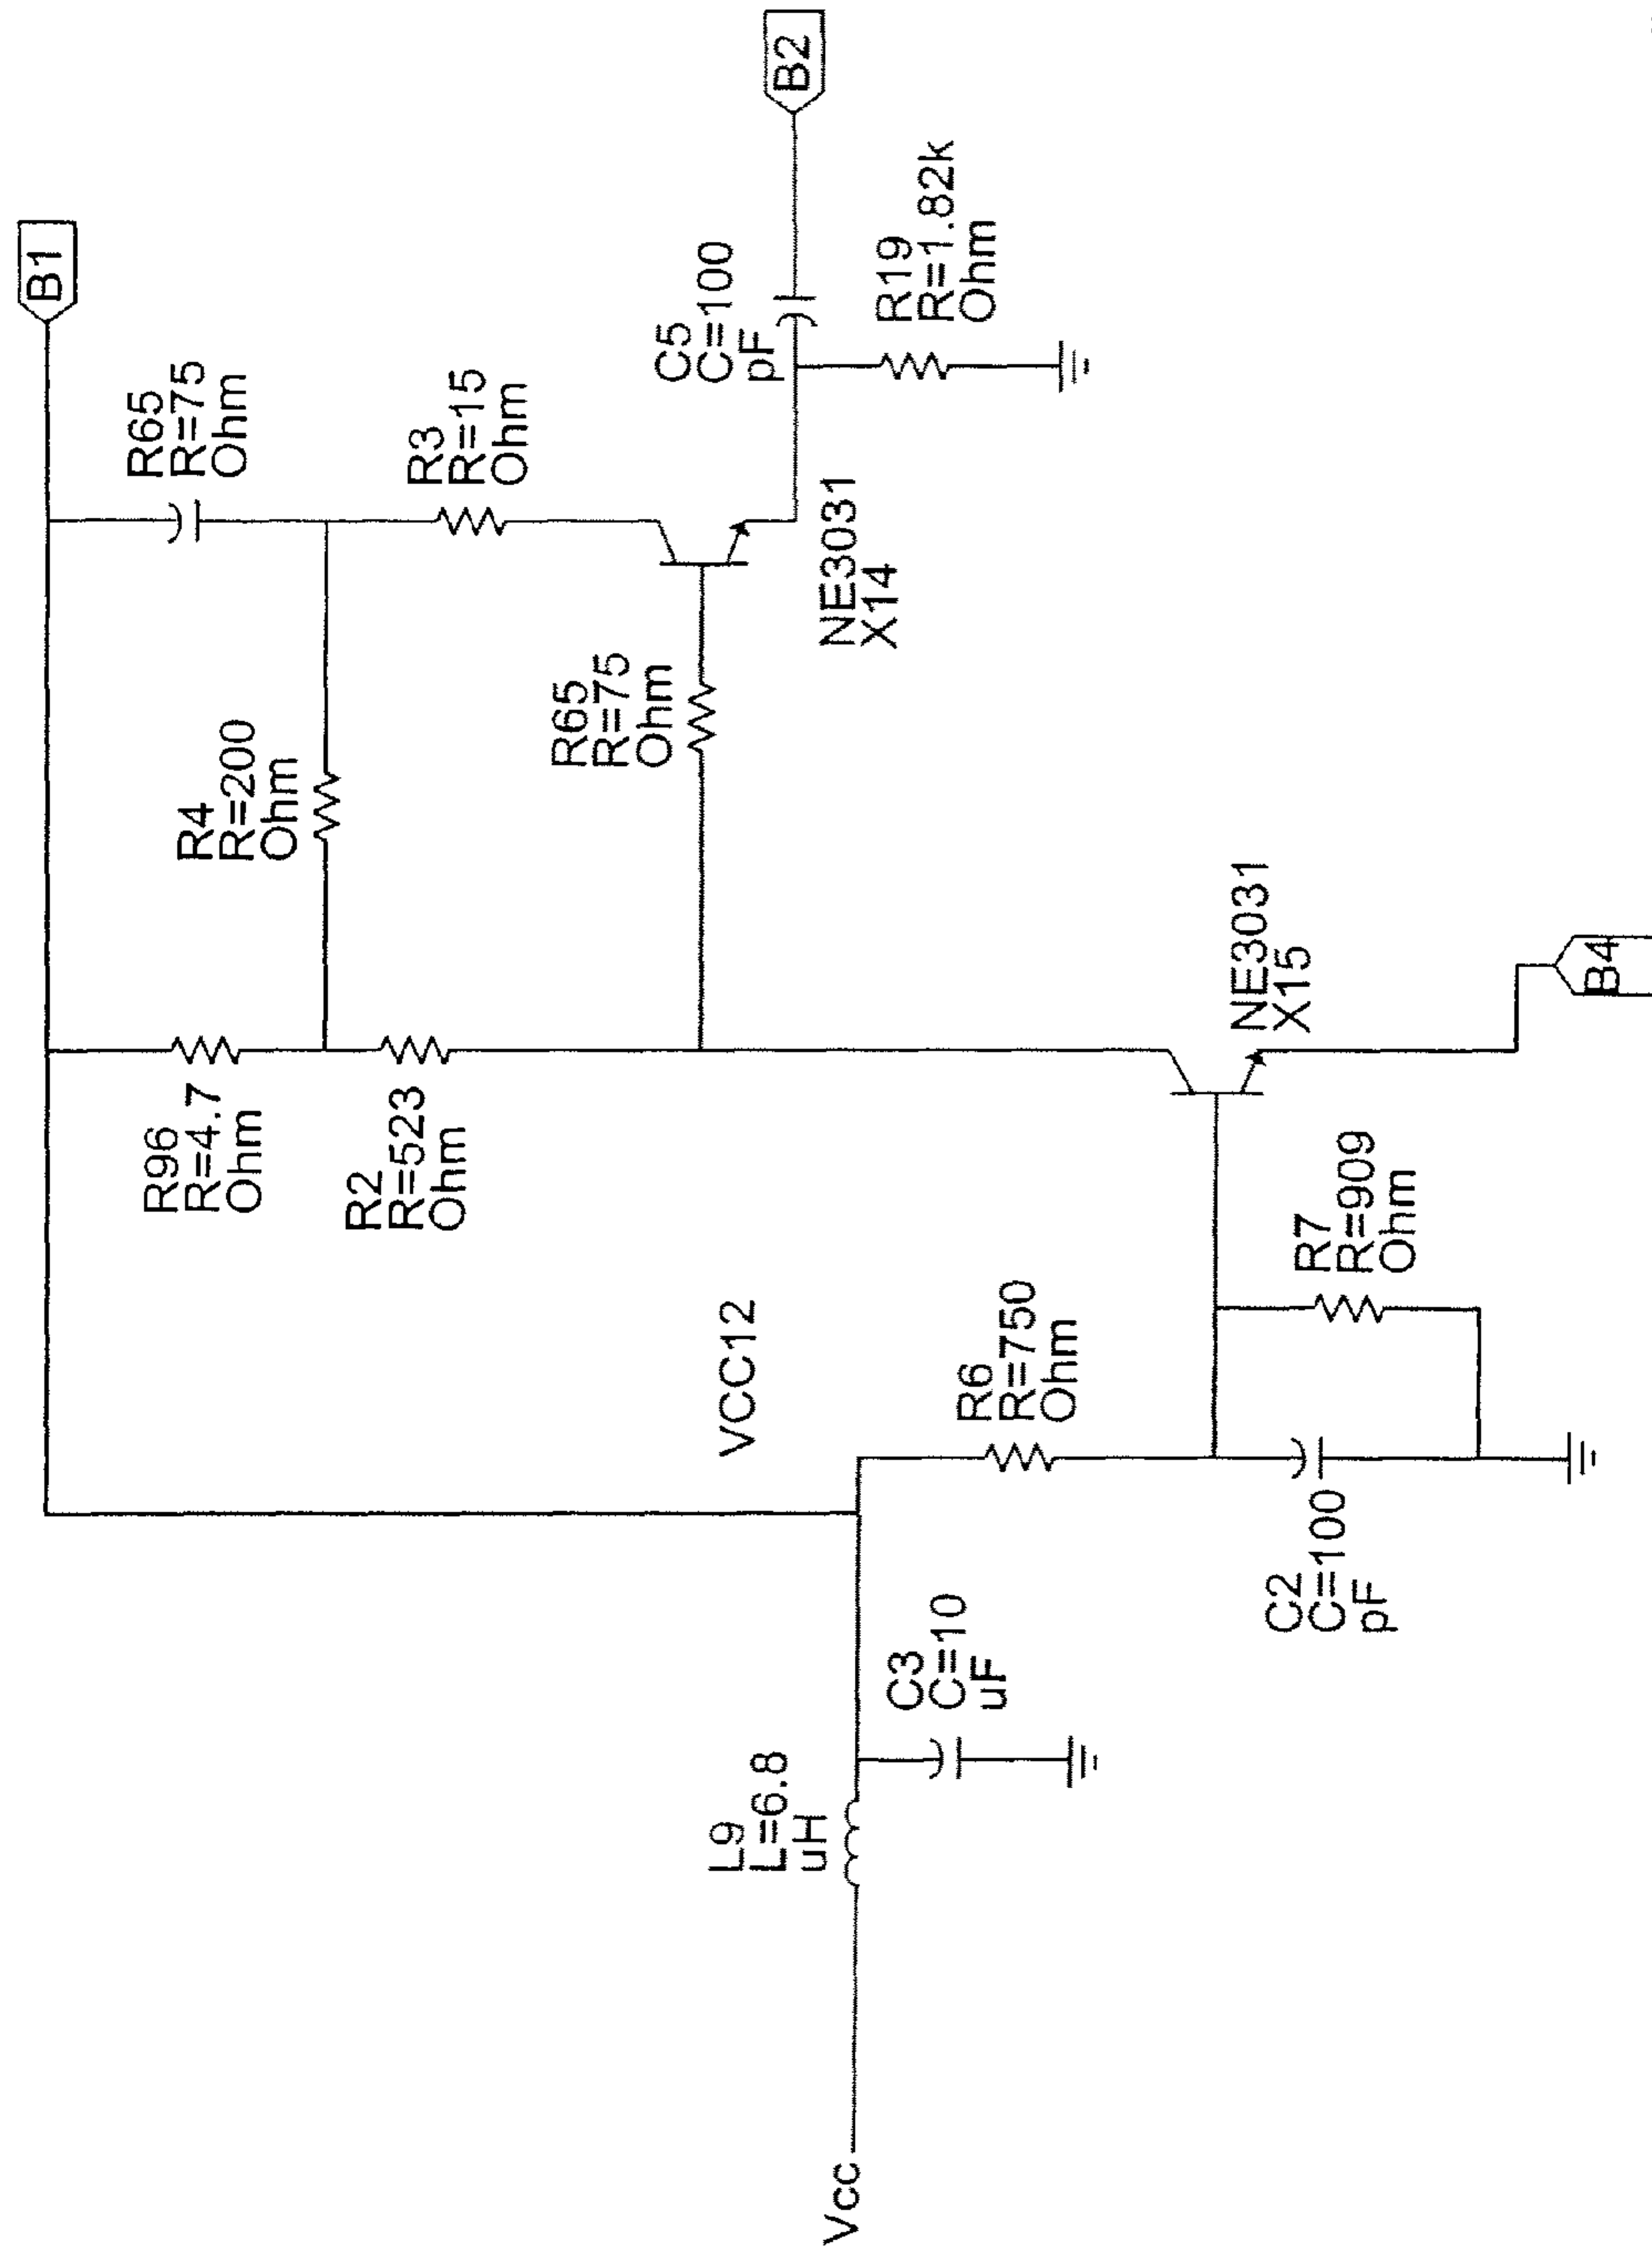 B1
R65
R=75
Ohm
R3
R=15
Ohm
B2
C5
C=100
pF
R19
R=1.82k
Ohm
R4
R=200
Ohm
R65
R=75
Ohm
NE3031
X14
R96
R=4.7
Ohm
R2
R=523
Ohm
NE3031
X15
B4
VCC12
R6
R=750
Ohm
R7
R=909
Ohm
C2
C=100
pF
C3
C=10
uF
L9
L=6.8
uH
Vcc